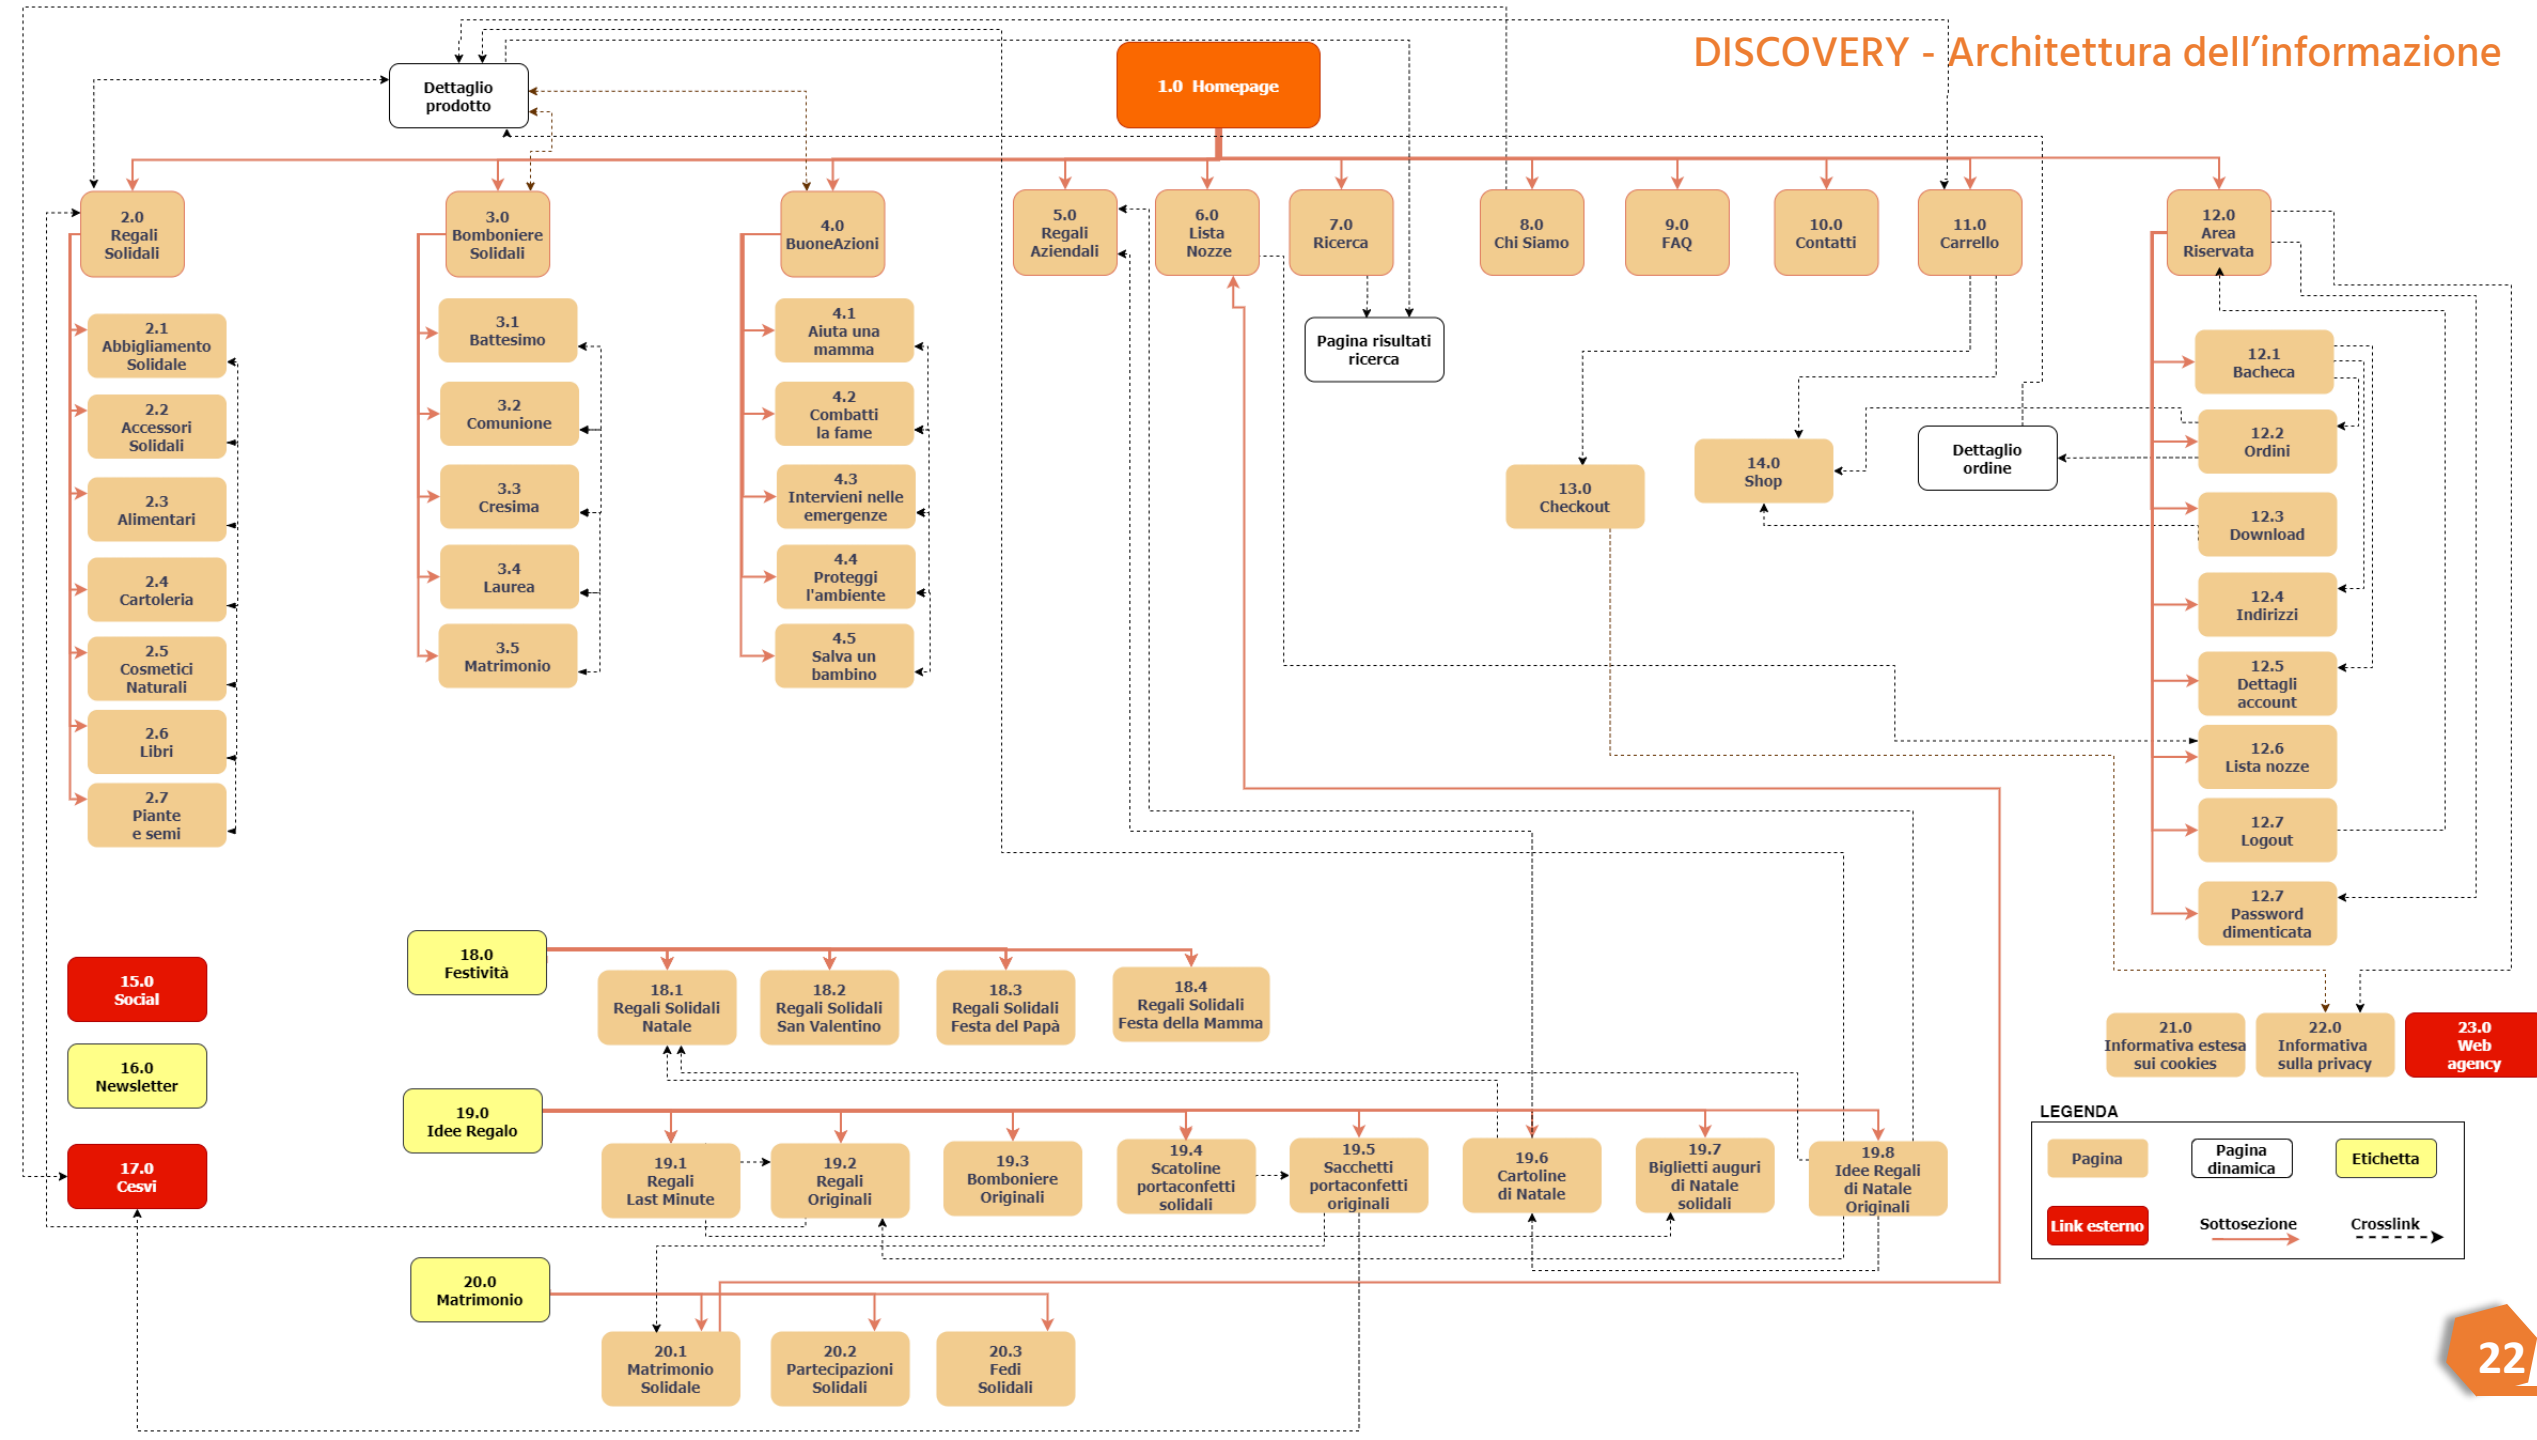 DISCOVERY - Architettura dell'informazione
Dettaglio
prodotto
1.0 Homepage
2.0
Regali
Solidali
3.0
Bomboniere
Solidali
4.0
BuoneAzioni
5.0
Regali
Aziendali
6.0
Lista
Nozze
7.0
Ricerca
8.0
Chi Siamo
9.0
FAQ
10.0
Contatti
11.0
Carrello
12.0
Area
Riservata
2.1
Abbigliamento
Solidale
2.2
Accessori
Solidali
2.3
Alimentari
2.4
Cartoleria
2.5
Cosmetici
Naturali
2.6
Libri
2.7
Piante
e semi
3.1
Battesimo
3.2
Comunione
3.3
Cresima
3.4
Laurea
3.5
Matrimonio
4.1
Aiuta una
mamma
4.2
Combatti
la fame
4.3
Intervieni nelle
emergenze
4.4
Proteggi
l'ambiente
4.5
Salva un
bambino
Pagina risultati
ricerca
13.0
Checkout
14.0
Shop
Dettaglio
ordine
12.1
Bacheca
12.2
Ordini
12.3
Download
12.4
Indirizzi
12.5
Dettagli
account
12.6
Lista nozze
12.7
Logout
12.7
Password
dimenticata
15.0
Social
16.0
Newsletter
17.0
Cesvi
18.0
Festività
18.1
Regali Solidali
Natale
18.2
Regali Solidali
San Valentino
18.3
Regali Solidali
Festa del Papà
18.4
Regali Solidali
Festa della Mamma
19.0
Idee Regalo
19.1
Regali
Last Minute
19.2
Regali
Originali
19.3
Bomboniere
Originali
19.4
Scatoline
portaconfetti
solidali
19.5
Sacchetti
portaconfetti
originali
19.6
Cartoline
di Natale
19.7
Biglietti auguri
di Natale
solidali
19.8
Idee Regali
di Natale
Originali
20.0
Matrimonio
20.1
Matrimonio
Solidale
20.2
Partecipazioni
Solidali
20.3
Fedi
Solidali
21.0
Informativa estesa
sui cookies
22.0
Informativa
sulla privacy
23.0
Web
agency
LEGENDA
Pagina
Pagina
dinamica
Etichetta
Link esterno
Sottosezione
Crosslink
22